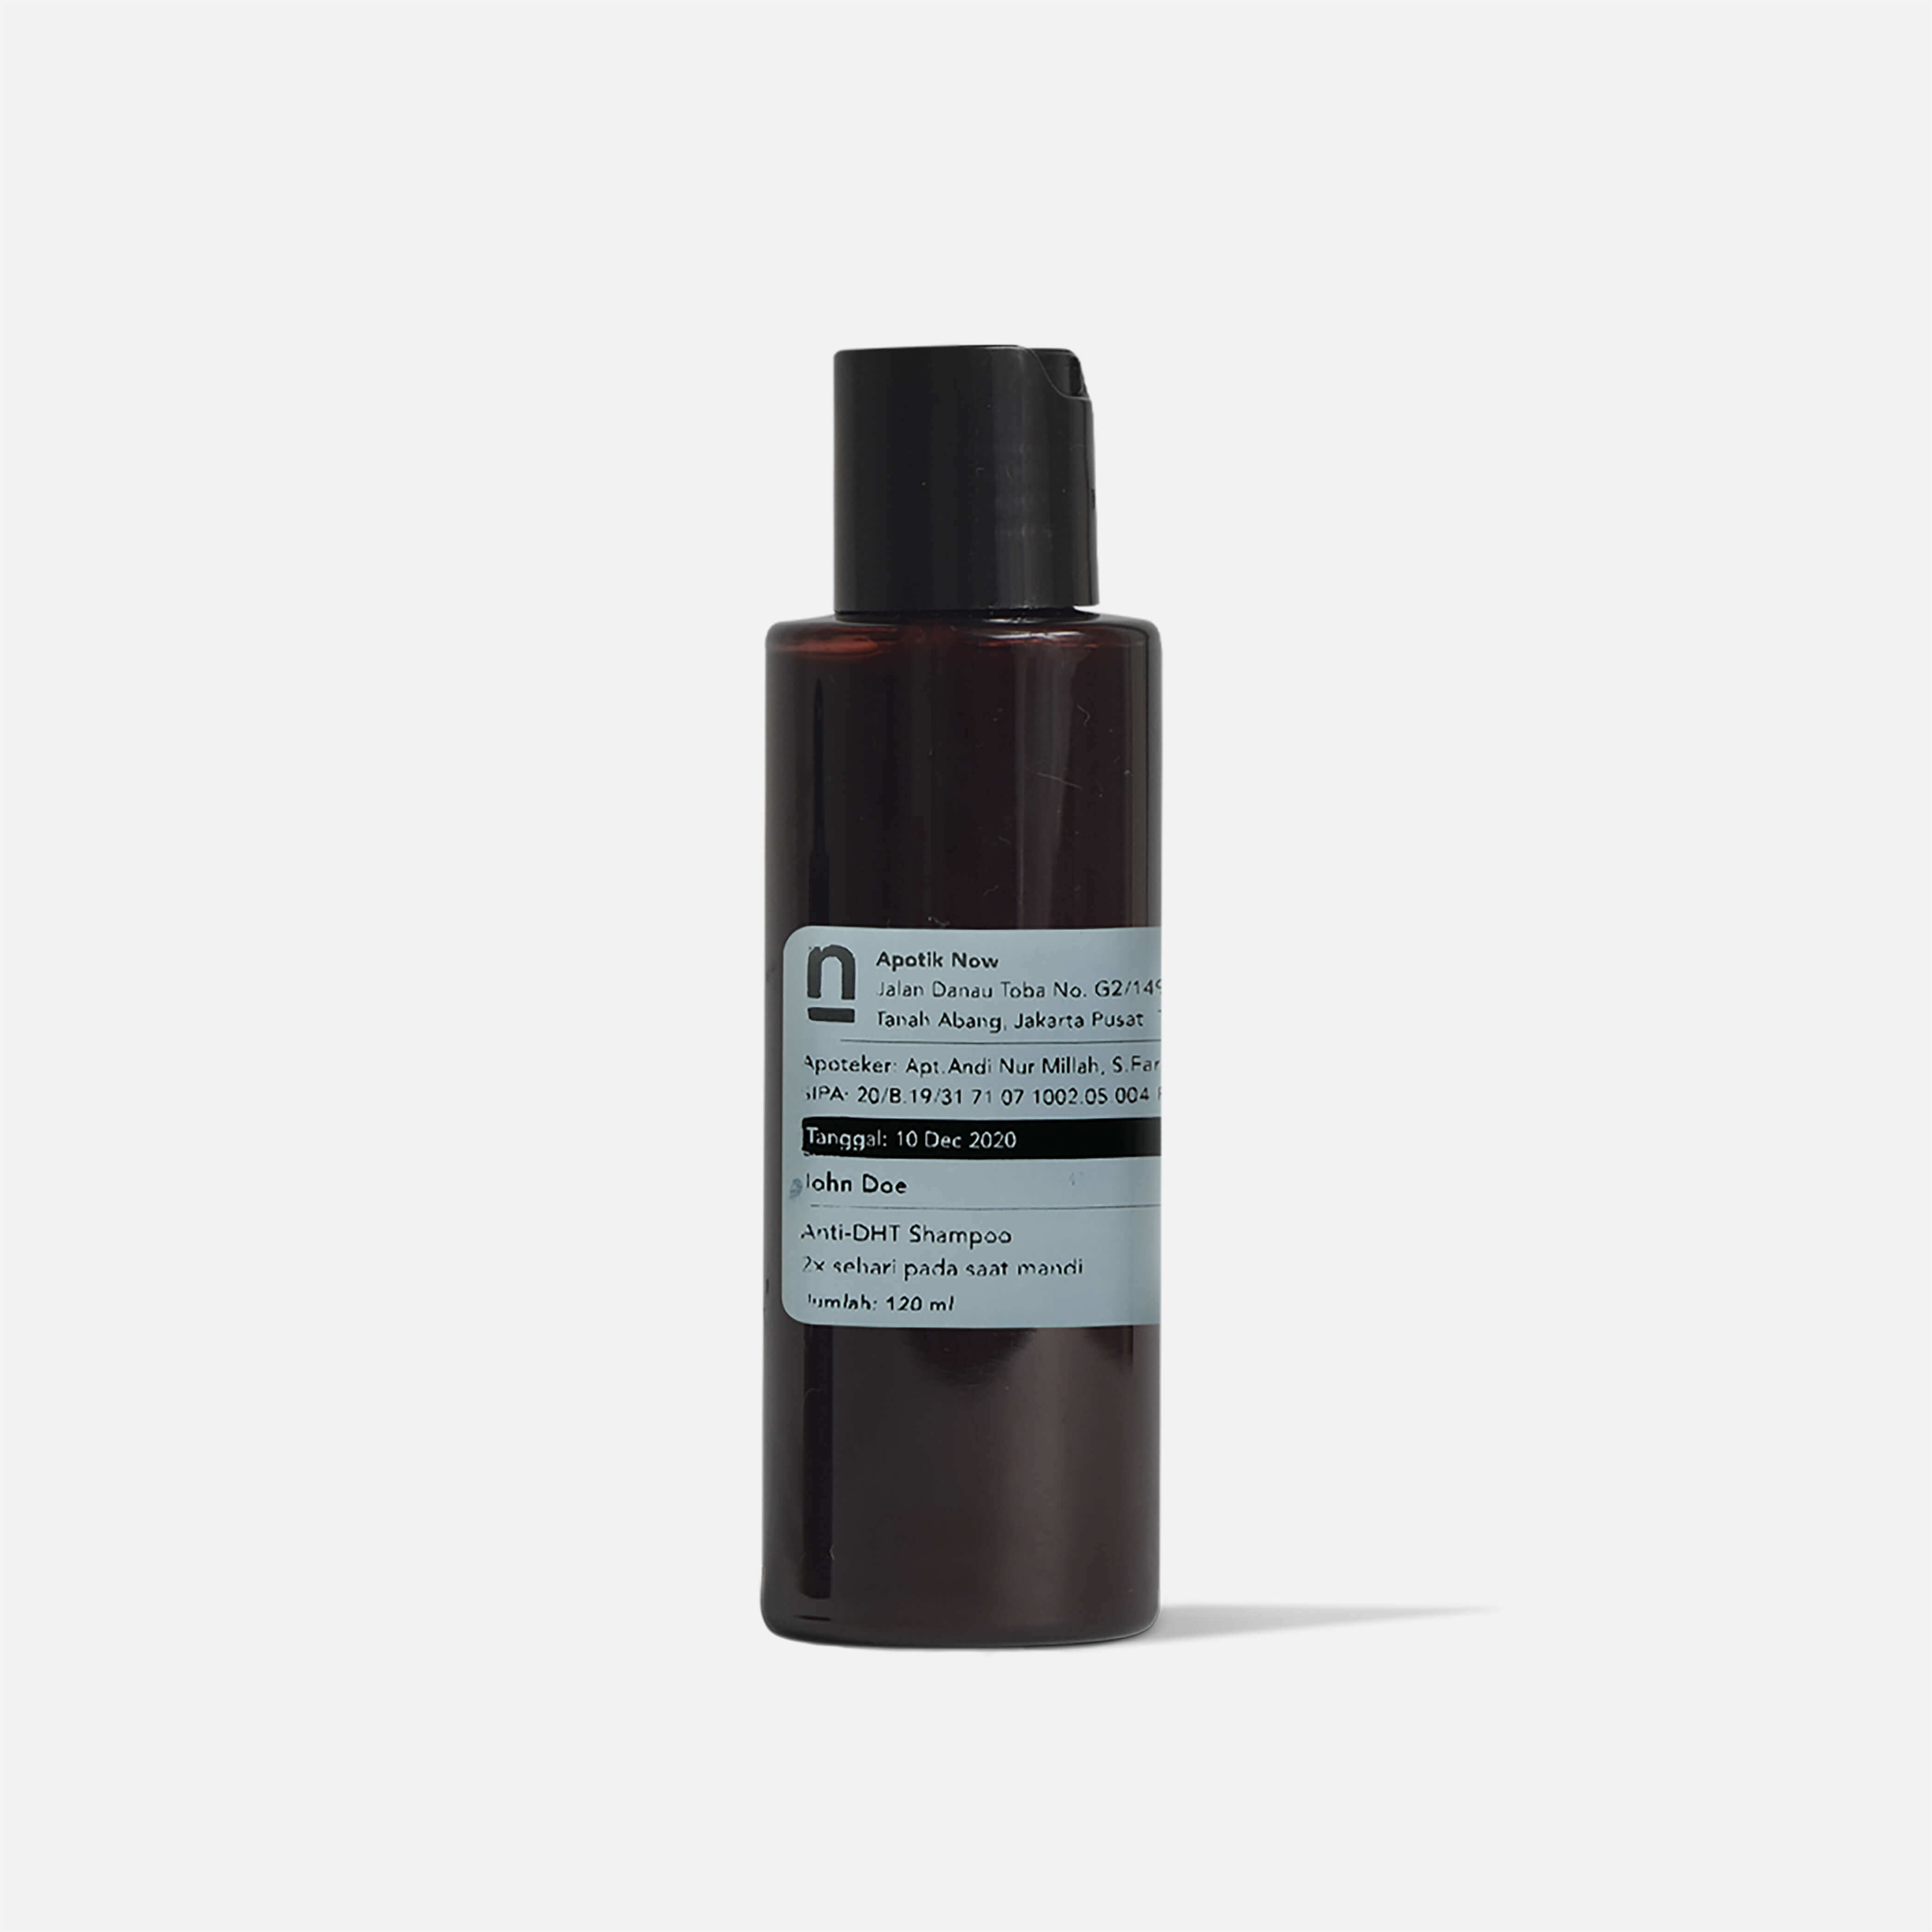 n
Apotik Now
Jalan Danau Toba No. G2/149
Tanah Abang, Jakarta Pusat
Apoteker: Apt.Andi Nur Millah, S.Far
SIPA: 20/B.19/31 71 07 1002.05.004
Tanggal: 10 Dec 2020
John Doe
Anti-DHT Shampoo
2x sehari pada saat mandi
Jumlah: 120 ml